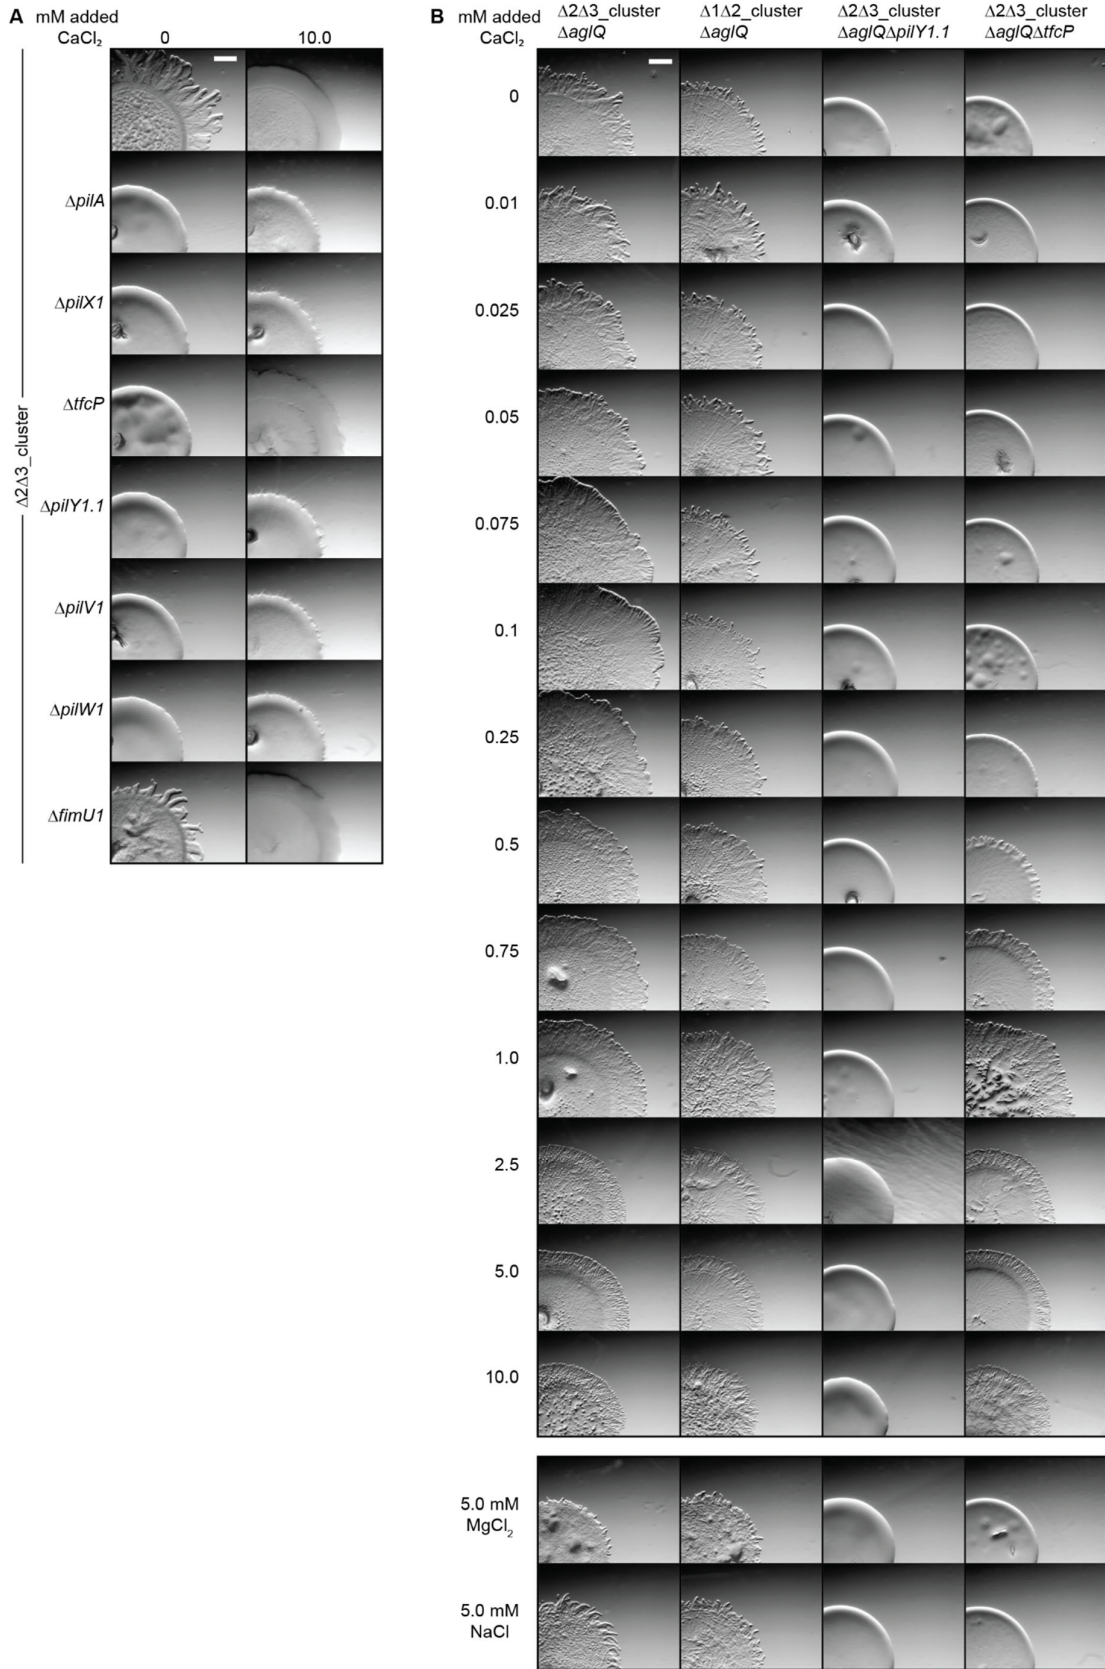 A mM added
CaCl₂ 0 10.0
Δ2Δ3_cluster
ΔpilA
ΔpilX1
ΔtfcP
ΔpilY1.1
ΔpilV1
ΔpilW1
ΔfimU1
B mM added
CaCl₂
Δ2Δ3_cluster
ΔaglQ
Δ1Δ2_cluster
ΔaglQ
Δ2Δ3_cluster
ΔaglQΔpilY1.1
Δ2Δ3_cluster
ΔaglQΔtfcP
0
0.01
0.025
0.05
0.075
0.1
0.25
0.5
0.75
1.0
2.5
5.0
10.0
5.0 mM
MgCl₂
5.0 mM
NaCl